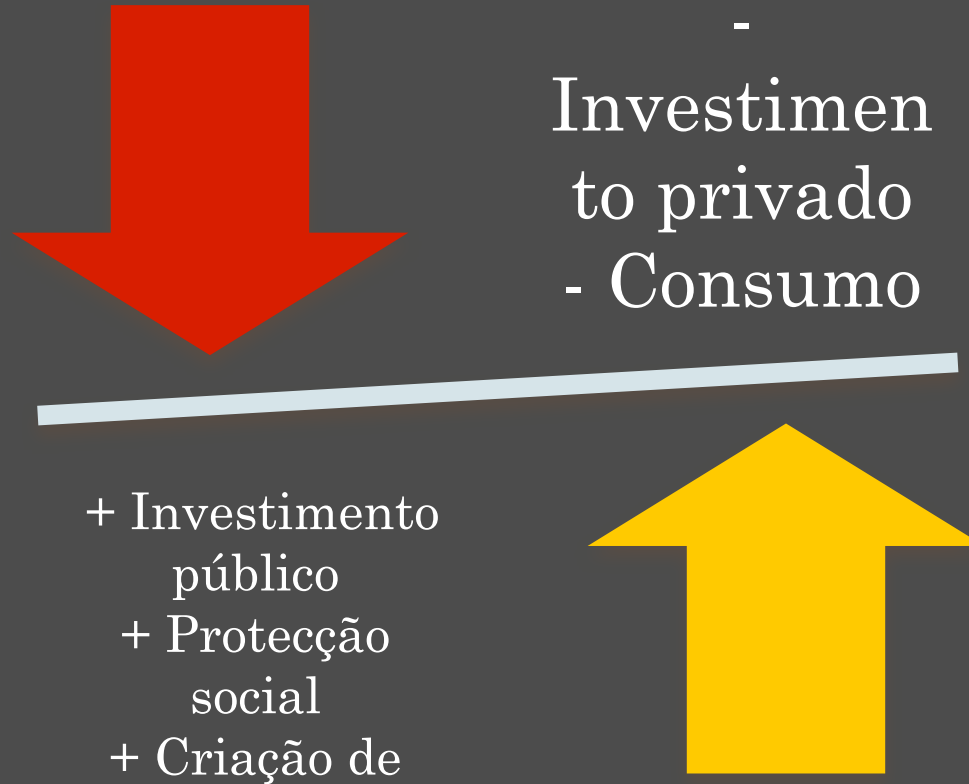 -
Investimen
to privado
- Consumo
+ Investimento
público
+ Protecção
social
+ Criação de